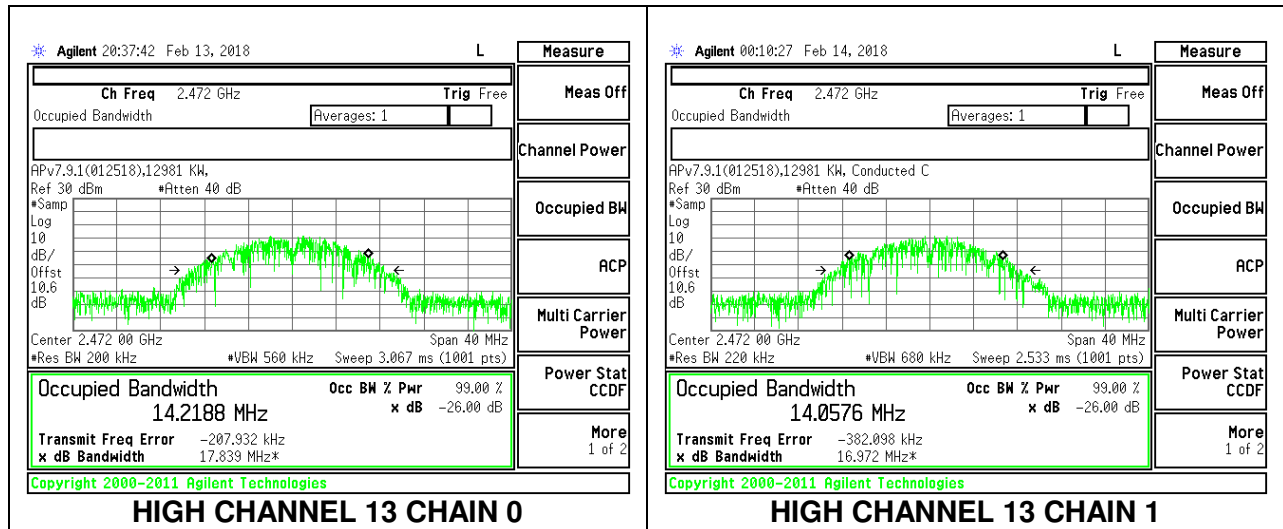 Agilent 20:37:42 Feb 13, 2018 L
Measure
Ch Freq 2.472 GHz Trig Free
Occupied Bandwidth Averages: 1
APv7.9.1(012518),12981 KW,
Ref 30 dBm #Atten 40 dB
#Samp
Log
10
dB/
Offst
10.6
dB
Center 2.472 00 GHz Span 40 MHz
#Res BW 200 kHz #VBW 560 kHz Sweep 3.067 ms (1001 pts)
Occupied Bandwidth Occ BW % Pwr 99.00 %
14.2188 MHz x dB -26.00 dB
Transmit Freq Error -207.932 kHz
x dB Bandwidth 17.839 MHz*
Meas Off
Channel Power
Occupied BW
ACP
Multi Carrier
Power
Power Stat
CCDF
More
1 of 2
Copyright 2000-2011 Agilent Technologies
HIGH CHANNEL 13 CHAIN 0
Agilent 00:10:27 Feb 14, 2018 L
Measure
Ch Freq 2.472 GHz Trig Free
Occupied Bandwidth Averages: 1
APv7.9.1(012518),12981 KW, Conducted C
Ref 30 dBm #Atten 40 dB
#Samp
Log
10
dB/
Offst
10.6
dB
Center 2.472 00 GHz Span 40 MHz
#Res BW 220 kHz #VBW 680 kHz Sweep 2.533 ms (1001 pts)
Occupied Bandwidth Occ BW % Pwr 99.00 %
14.0576 MHz x dB -26.00 dB
Transmit Freq Error -382.098 kHz
x dB Bandwidth 16.972 MHz*
Meas Off
Channel Power
Occupied BW
ACP
Multi Carrier
Power
Power Stat
CCDF
More
1 of 2
Copyright 2000-2011 Agilent Technologies
HIGH CHANNEL 13 CHAIN 1